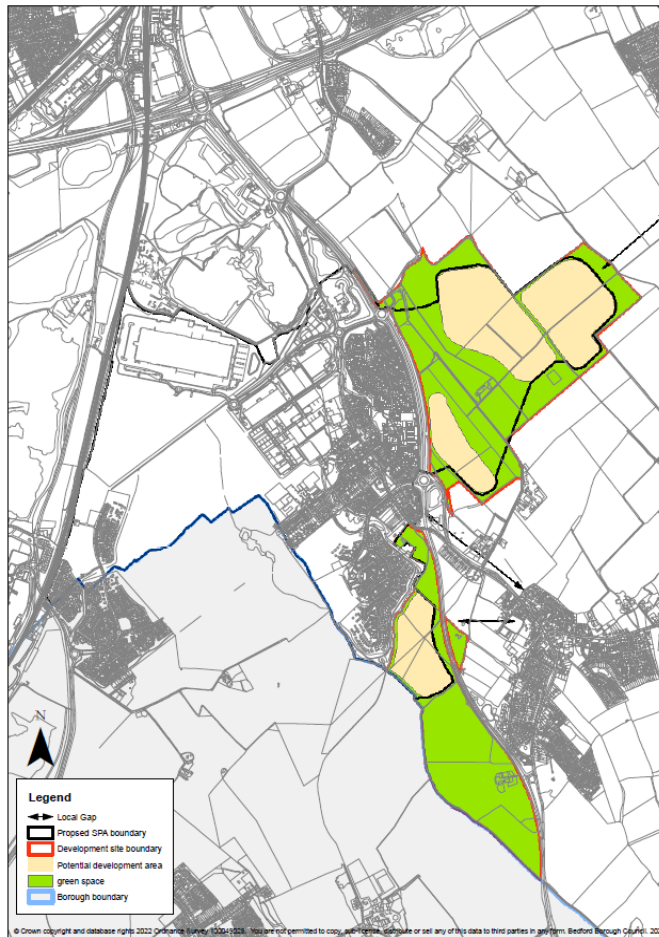 N
Legend
Local Gap
Propsed SPA boundary
Development site boundary
Potential development area
green space
Borough boundary
© Crown copyright and database rights 2022 Ordnance Survey 100049028. You are not permitted to copy, sub-license, distribute or sell any of this data to third parties in any form. Bedford Borough Council. 202